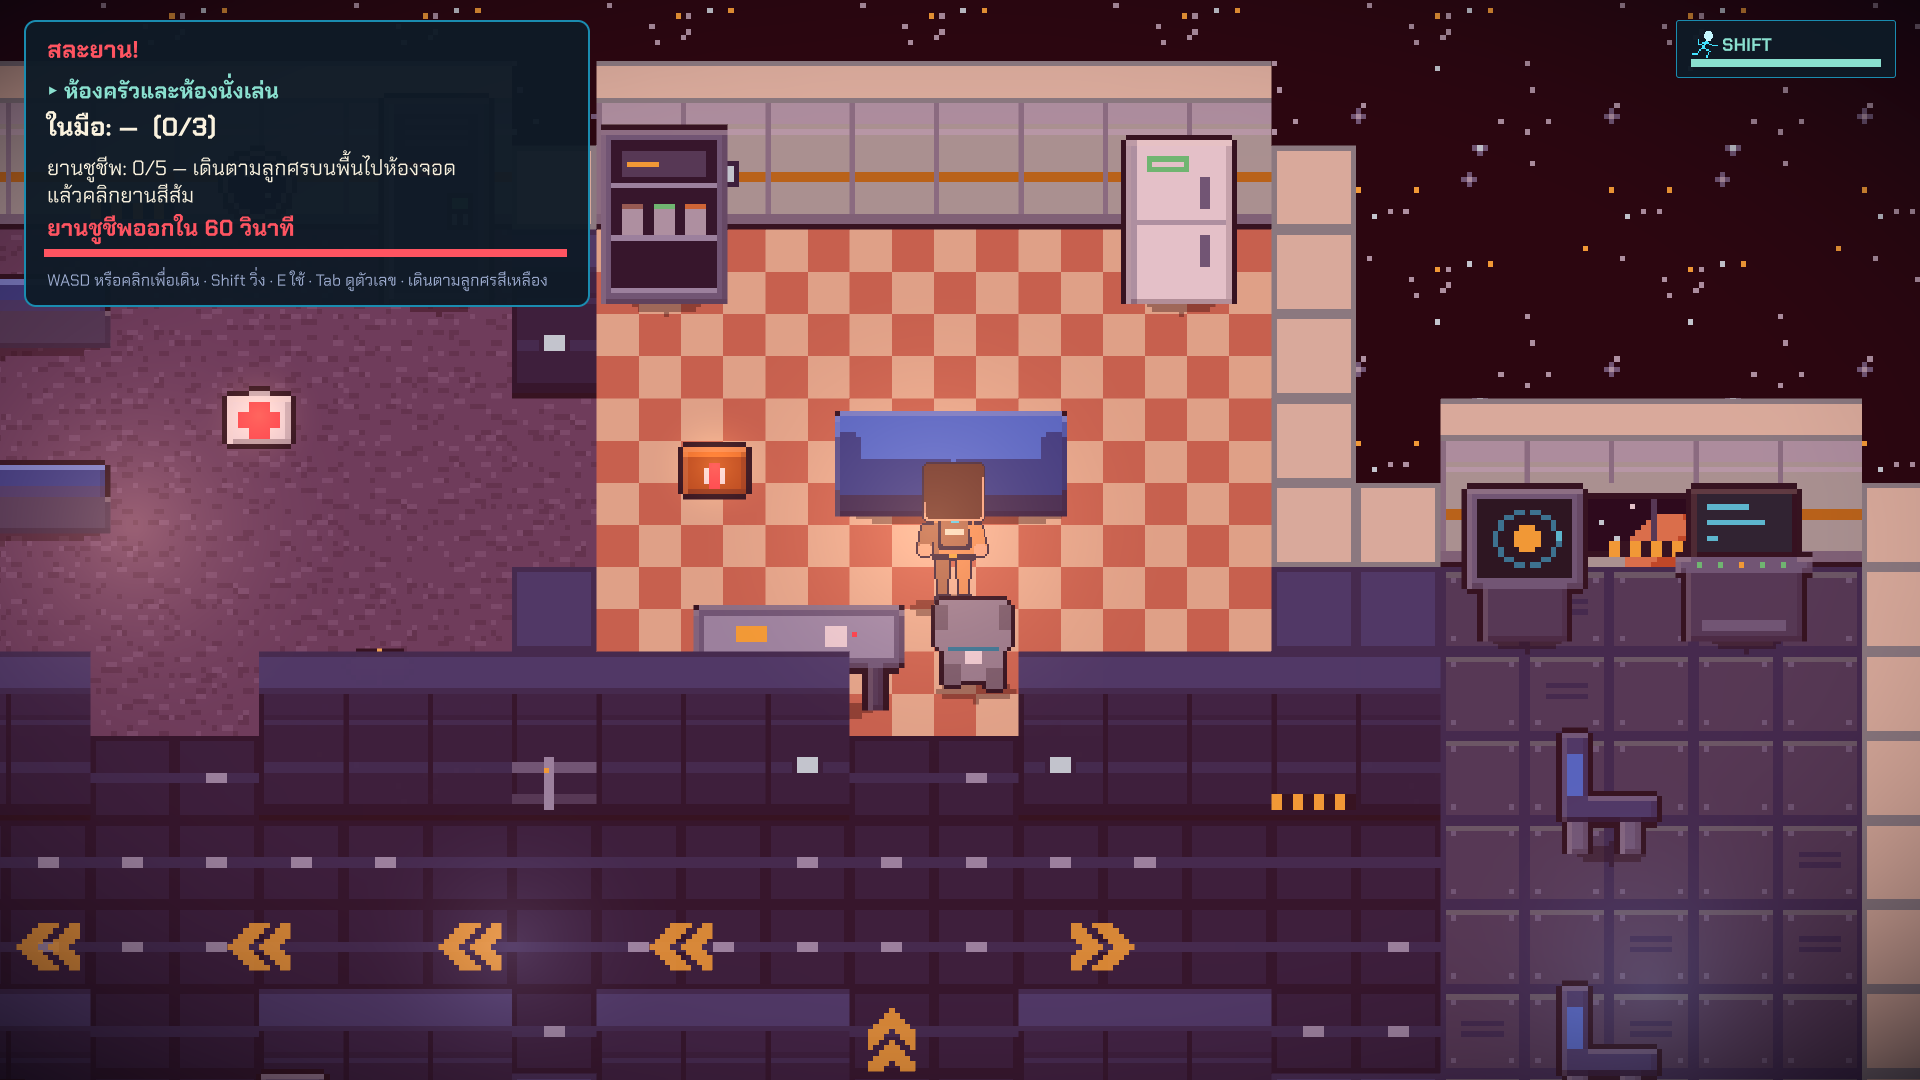 สละยาน!
▸ ห้องครัวและห้องนั่งเล่น
ในมือ: — (0/3)
ยานชูชีพ: 0/5 — เดินตามลูกศรบนพื้นไปห้องจอด
แล้วคลิกยานสีส้ม
ยานชูชีพออกใน 60 วินาที
WASD หรือคลิกเพื่อเดิน · Shift วิ่ง · E ใช้ · Tab ดูตัวเลข · เดินตามลูกศรสีเหลือง
SHIFT